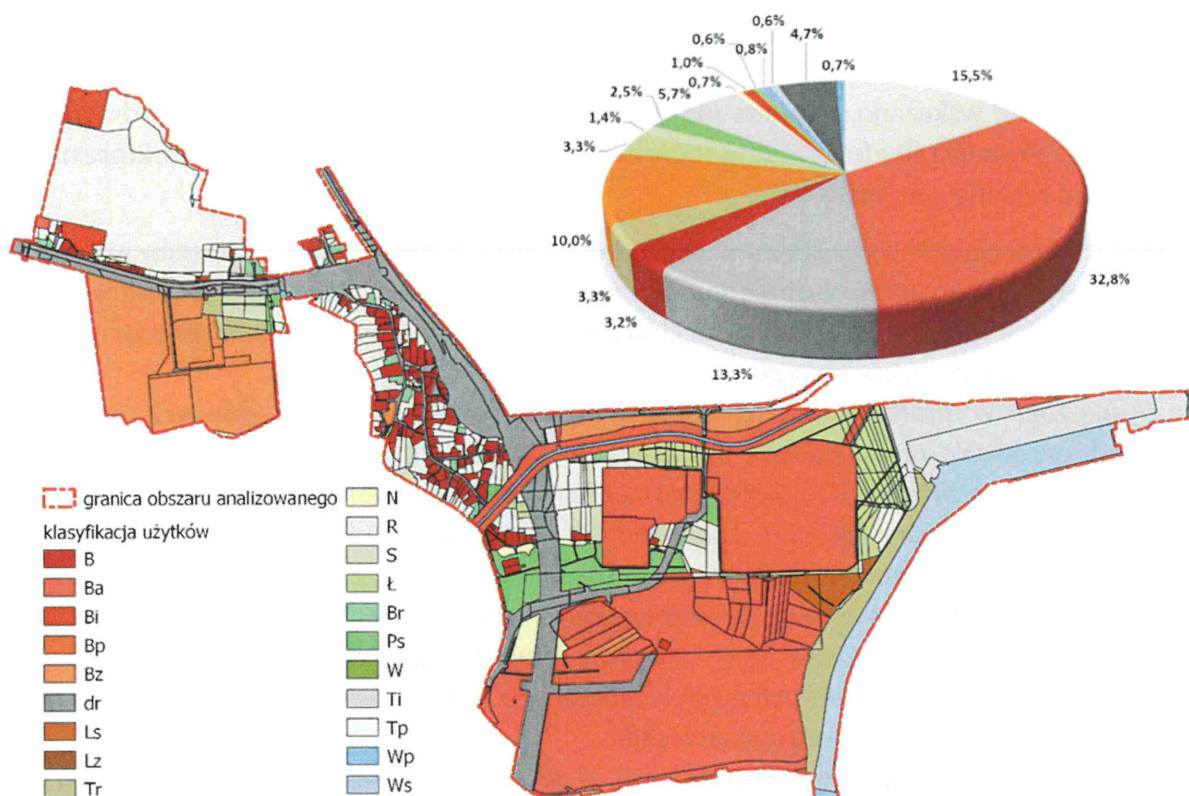 0,6%
0,6%
0,8%
4,7%
1,0%
0,7%
0,7%
15,5%
2,5%
5,7%
1,4%
3,3%
10,0%
32,8%
3,3%
3,2%
13,3%
granica obszaru analizowanego
klasyfikacja użytków
B
Ba
Bi
Bp
Bz
dr
Ls
Lz
Tr
N
R
S
Ł
Br
Ps
W
Ti
Tp
Wp
Ws